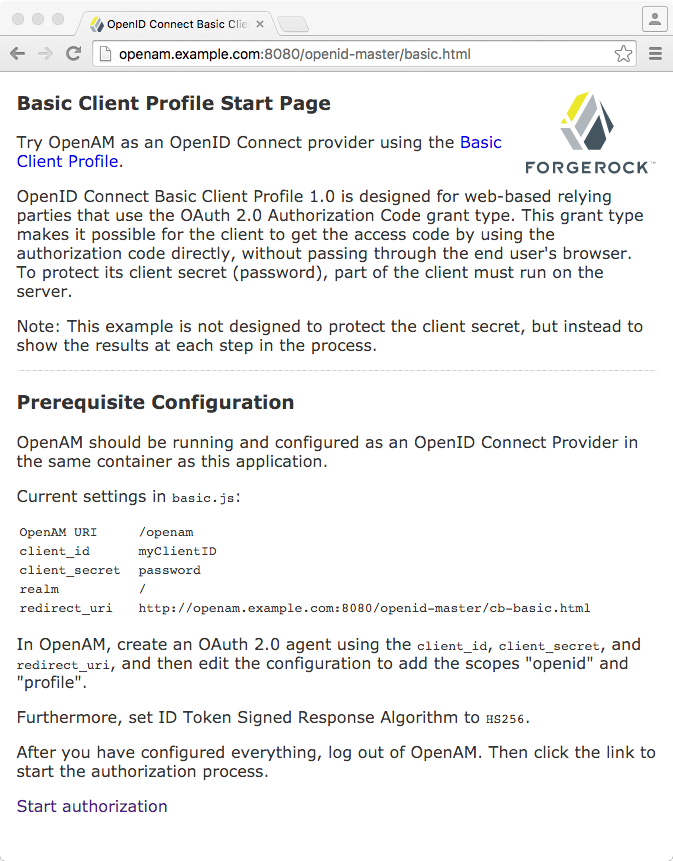 OpenID Connect Basic Clie
openam.example.com:8080/openid-master/basic.html
Basic Client Profile Start Page
FORGEROCK™
Try OpenAM as an OpenID Connect provider using the Basic
Client Profile.
OpenID Connect Basic Client Profile 1.0 is designed for web-based relying
parties that use the OAuth 2.0 Authorization Code grant type. This grant type
makes it possible for the client to get the access code by using the
authorization code directly, without passing through the end user's browser.
To protect its client secret (password), part of the client must run on the
server.
Note: This example is not designed to protect the client secret, but instead to
show the results at each step in the process.
Prerequisite Configuration
OpenAM should be running and configured as an OpenID Connect Provider in
the same container as this application.
Current settings in basic.js:
OpenAM URI /openam
client_id myClientID
client_secret password
realm /
redirect_uri http://openam.example.com:8080/openid-master/cb-basic.html
In OpenAM, create an OAuth 2.0 agent using the client_id, client_secret, and
redirect_uri, and then edit the configuration to add the scopes "openid" and
"profile".
Furthermore, set ID Token Signed Response Algorithm to HS256.
After you have configured everything, log out of OpenAM. Then click the link to
start the authorization process.
Start authorization